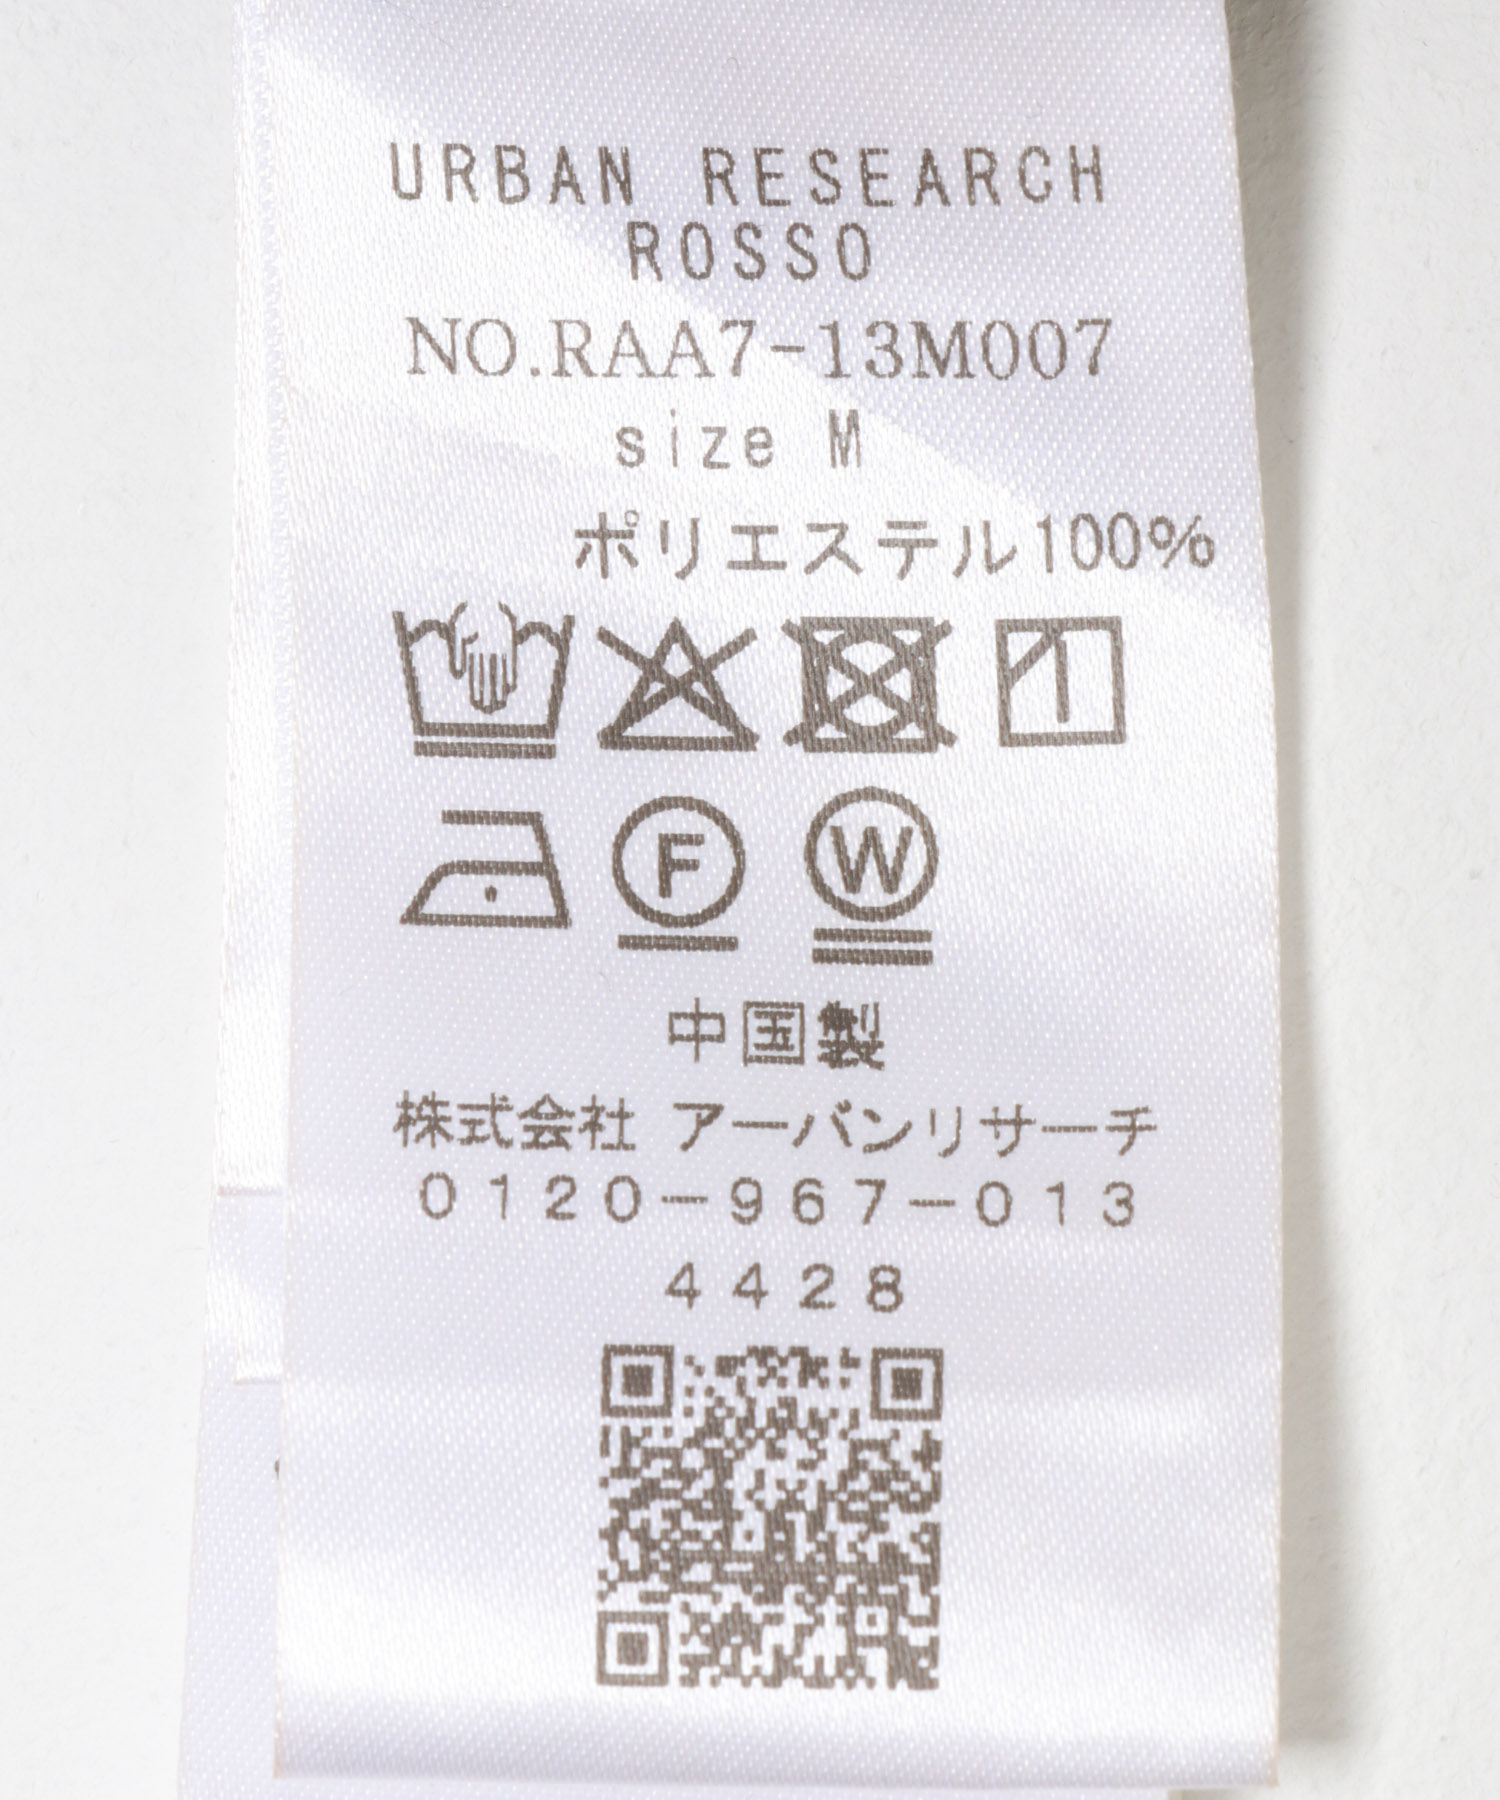 URBAN RESEARCH
ROSSO
NO.RAA7-13M007
size M
ポリエステル100%
F W
中国製
株式会社 アーバンリサーチ
0120-967-013
4428